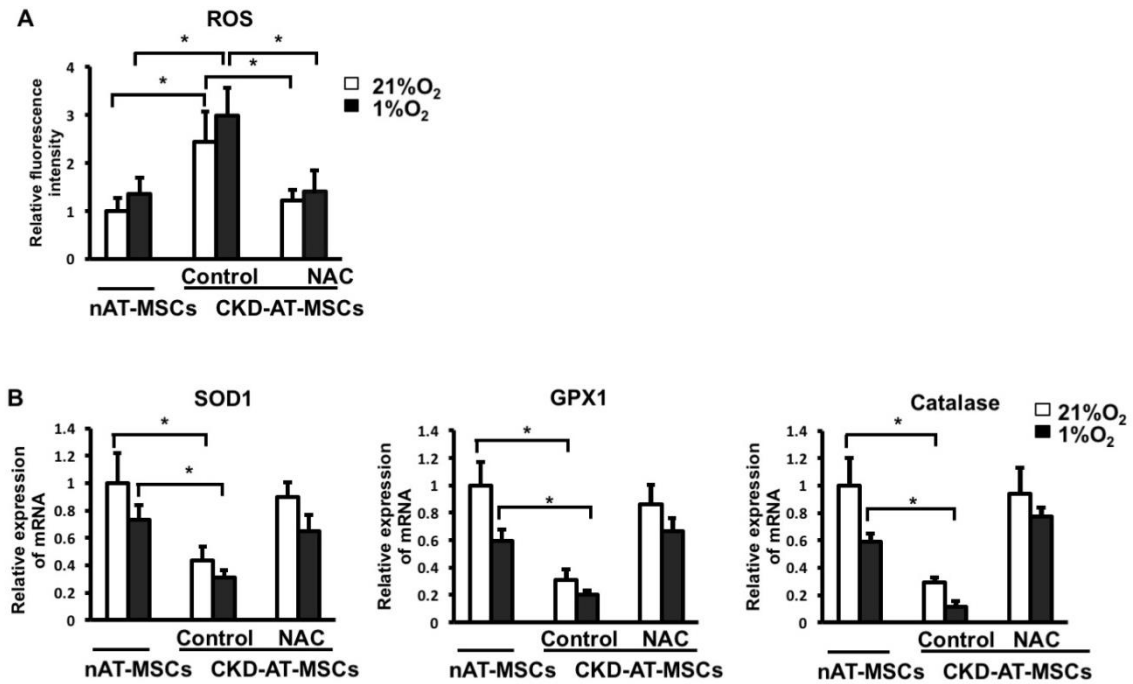 A
ROS
* *
* *
4
3
2
1
0
Relative fluorescence
intensity
21%O₂
1%O₂
Control NAC
nAT-MSCs CKD-AT-MSCs
B
SOD1
*
*
1.4
1.2
1
0.8
0.6
0.4
0.2
0
Relative expression
of mRNA
Control NAC
nAT-MSCs CKD-AT-MSCs
GPX1
*
*
1.4
1.2
1
0.8
0.6
0.4
0.2
0
Relative expression
of mRNA
Control NAC
nAT-MSCs CKD-AT-MSCs
Catalase
*
*
1.4
1.2
1
0.8
0.6
0.4
0.2
0
Relative expression
of mRNA
21%O₂
1%O₂
Control NAC
nAT-MSCs CKD-AT-MSCs